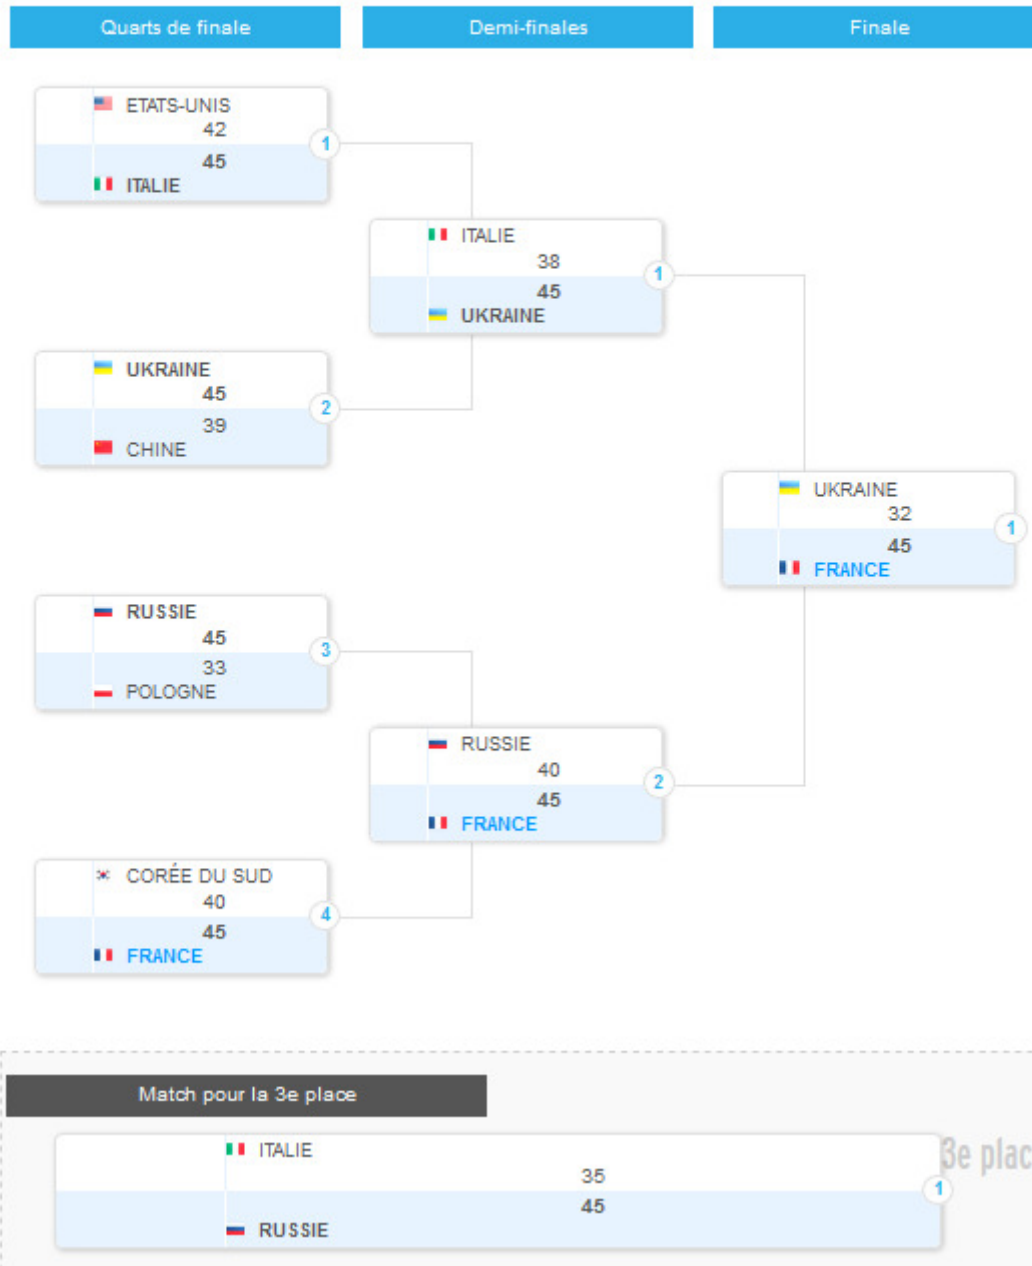 Quarts de finale
Demi-finales
Finale
ETATS-UNIS
42
1
45
ITALIE
ITALIE
38
1
45
UKRAINE
UKRAINE
45
2
39
CHINE
UKRAINE
32
1
45
FRANCE
RUSSIE
45
3
33
POLOGNE
RUSSIE
40
2
45
FRANCE
CORÉE DU SUD
40
4
45
FRANCE
Match pour la 3e place
3e plac
ITALIE
35
1
45
RUSSIE